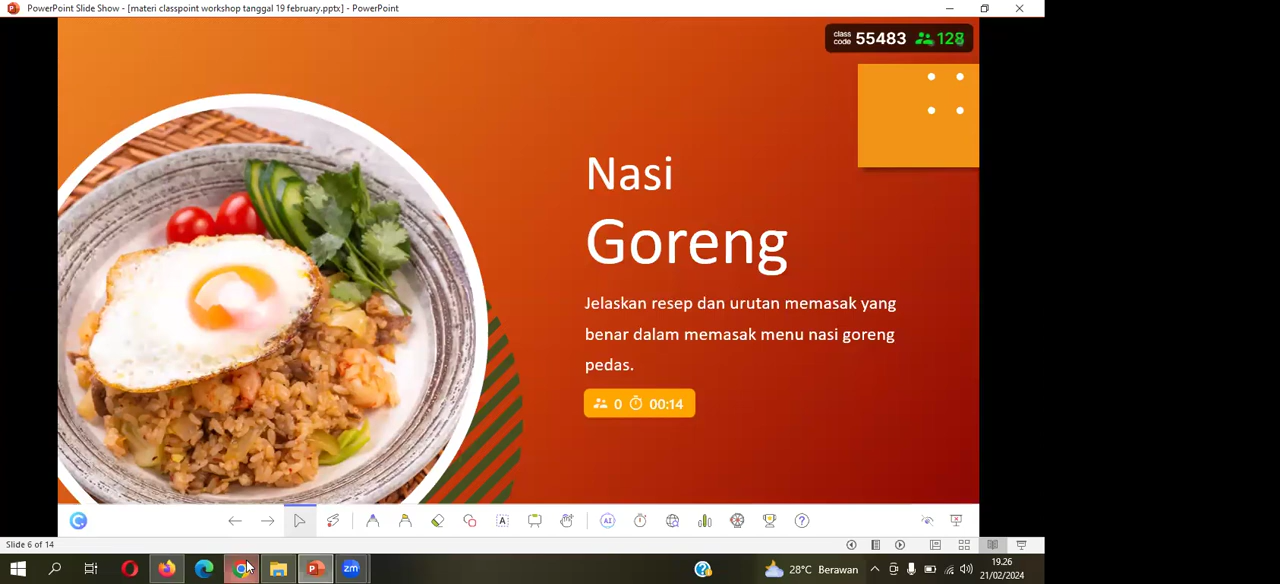 PowerPoint Slide Show - [materi classpoint workshop tanggal 19 february.pptx] - PowerPoint
class code 55483 128
Nasi
Goreng
Jelaskan resep dan urutan memasak yang
benar dalam memasak menu nasi goreng
pedas.
0 00:14
A AI ?
Slide 6 of 14
zm ? 28°C Berawan 19.26
21/02/2024